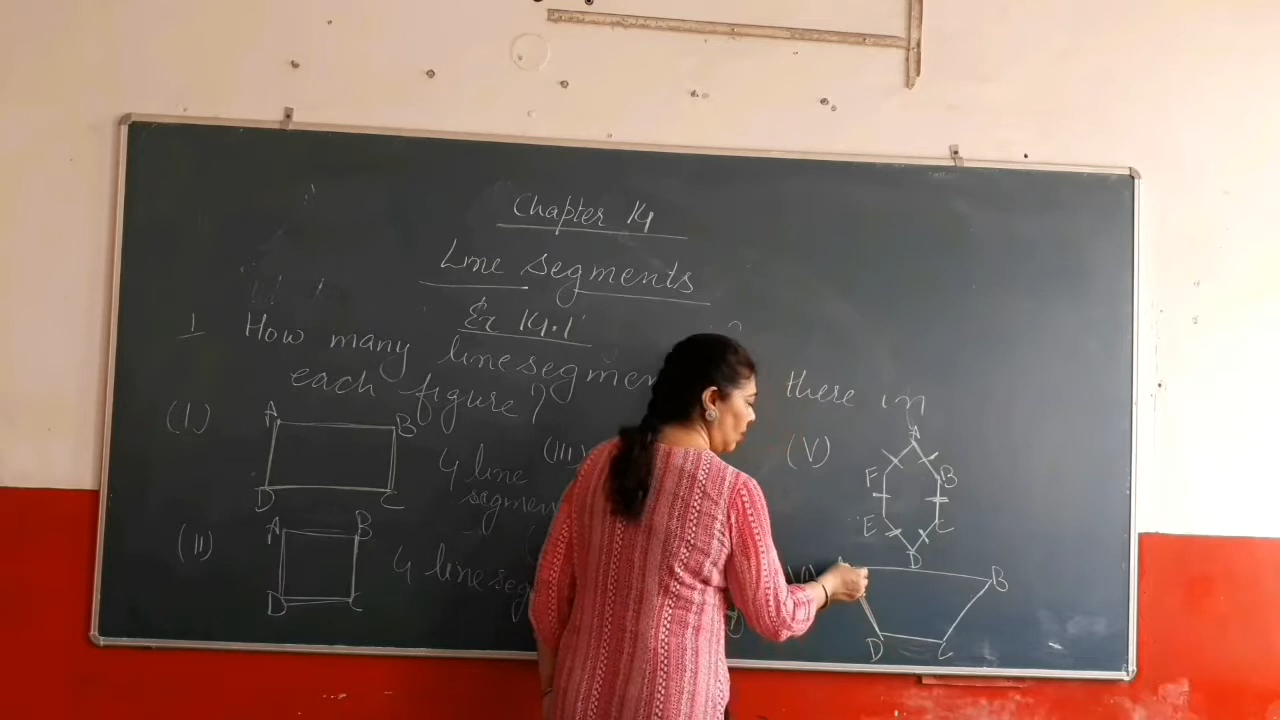 Chapter 14
Line segments
Ex 14.1
1 How many line segmen there in
each figure?
(I) A B
D C
4 line
segmen
(II) A B
D C
4 line seg
(III)
(V) A
F B
E C
D
B
D C